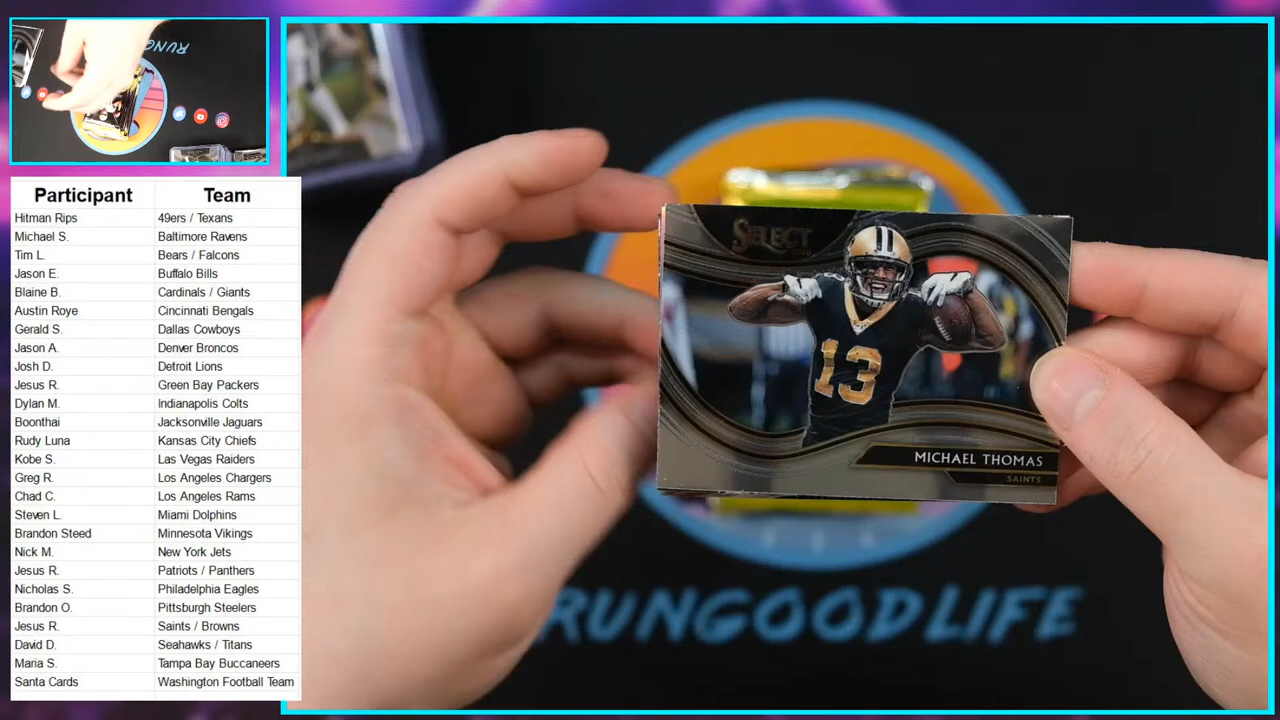 RUNGOOD
Participant Team
Hitman Rips 49ers / Texans
Michael S. Baltimore Ravens
Tim L. Bears / Falcons
Jason E. Buffalo Bills
Blaine B. Cardinals / Giants
Austin Roye Cincinnati Bengals
Gerald S. Dallas Cowboys
Jason A. Denver Broncos
Josh D. Detroit Lions
Jesus R. Green Bay Packers
Dylan M. Indianapolis Colts
Boonthai Jacksonville Jaguars
Rudy Luna Kansas City Chiefs
Kobe S. Las Vegas Raiders
Greg R. Los Angeles Chargers
Chad C. Los Angeles Rams
Steven L. Miami Dolphins
Brandon Steed Minnesota Vikings
Nick M. New York Jets
Jesus R. Patriots / Panthers
Nicholas S. Philadelphia Eagles
Brandon O. Pittsburgh Steelers
Jesus R. Saints / Browns
David D. Seahawks / Titans
Maria S. Tampa Bay Buccaneers
Santa Cards Washington Football Team
SELECT
13
MICHAEL THOMAS
SAINTS
RUNGOODLIFE